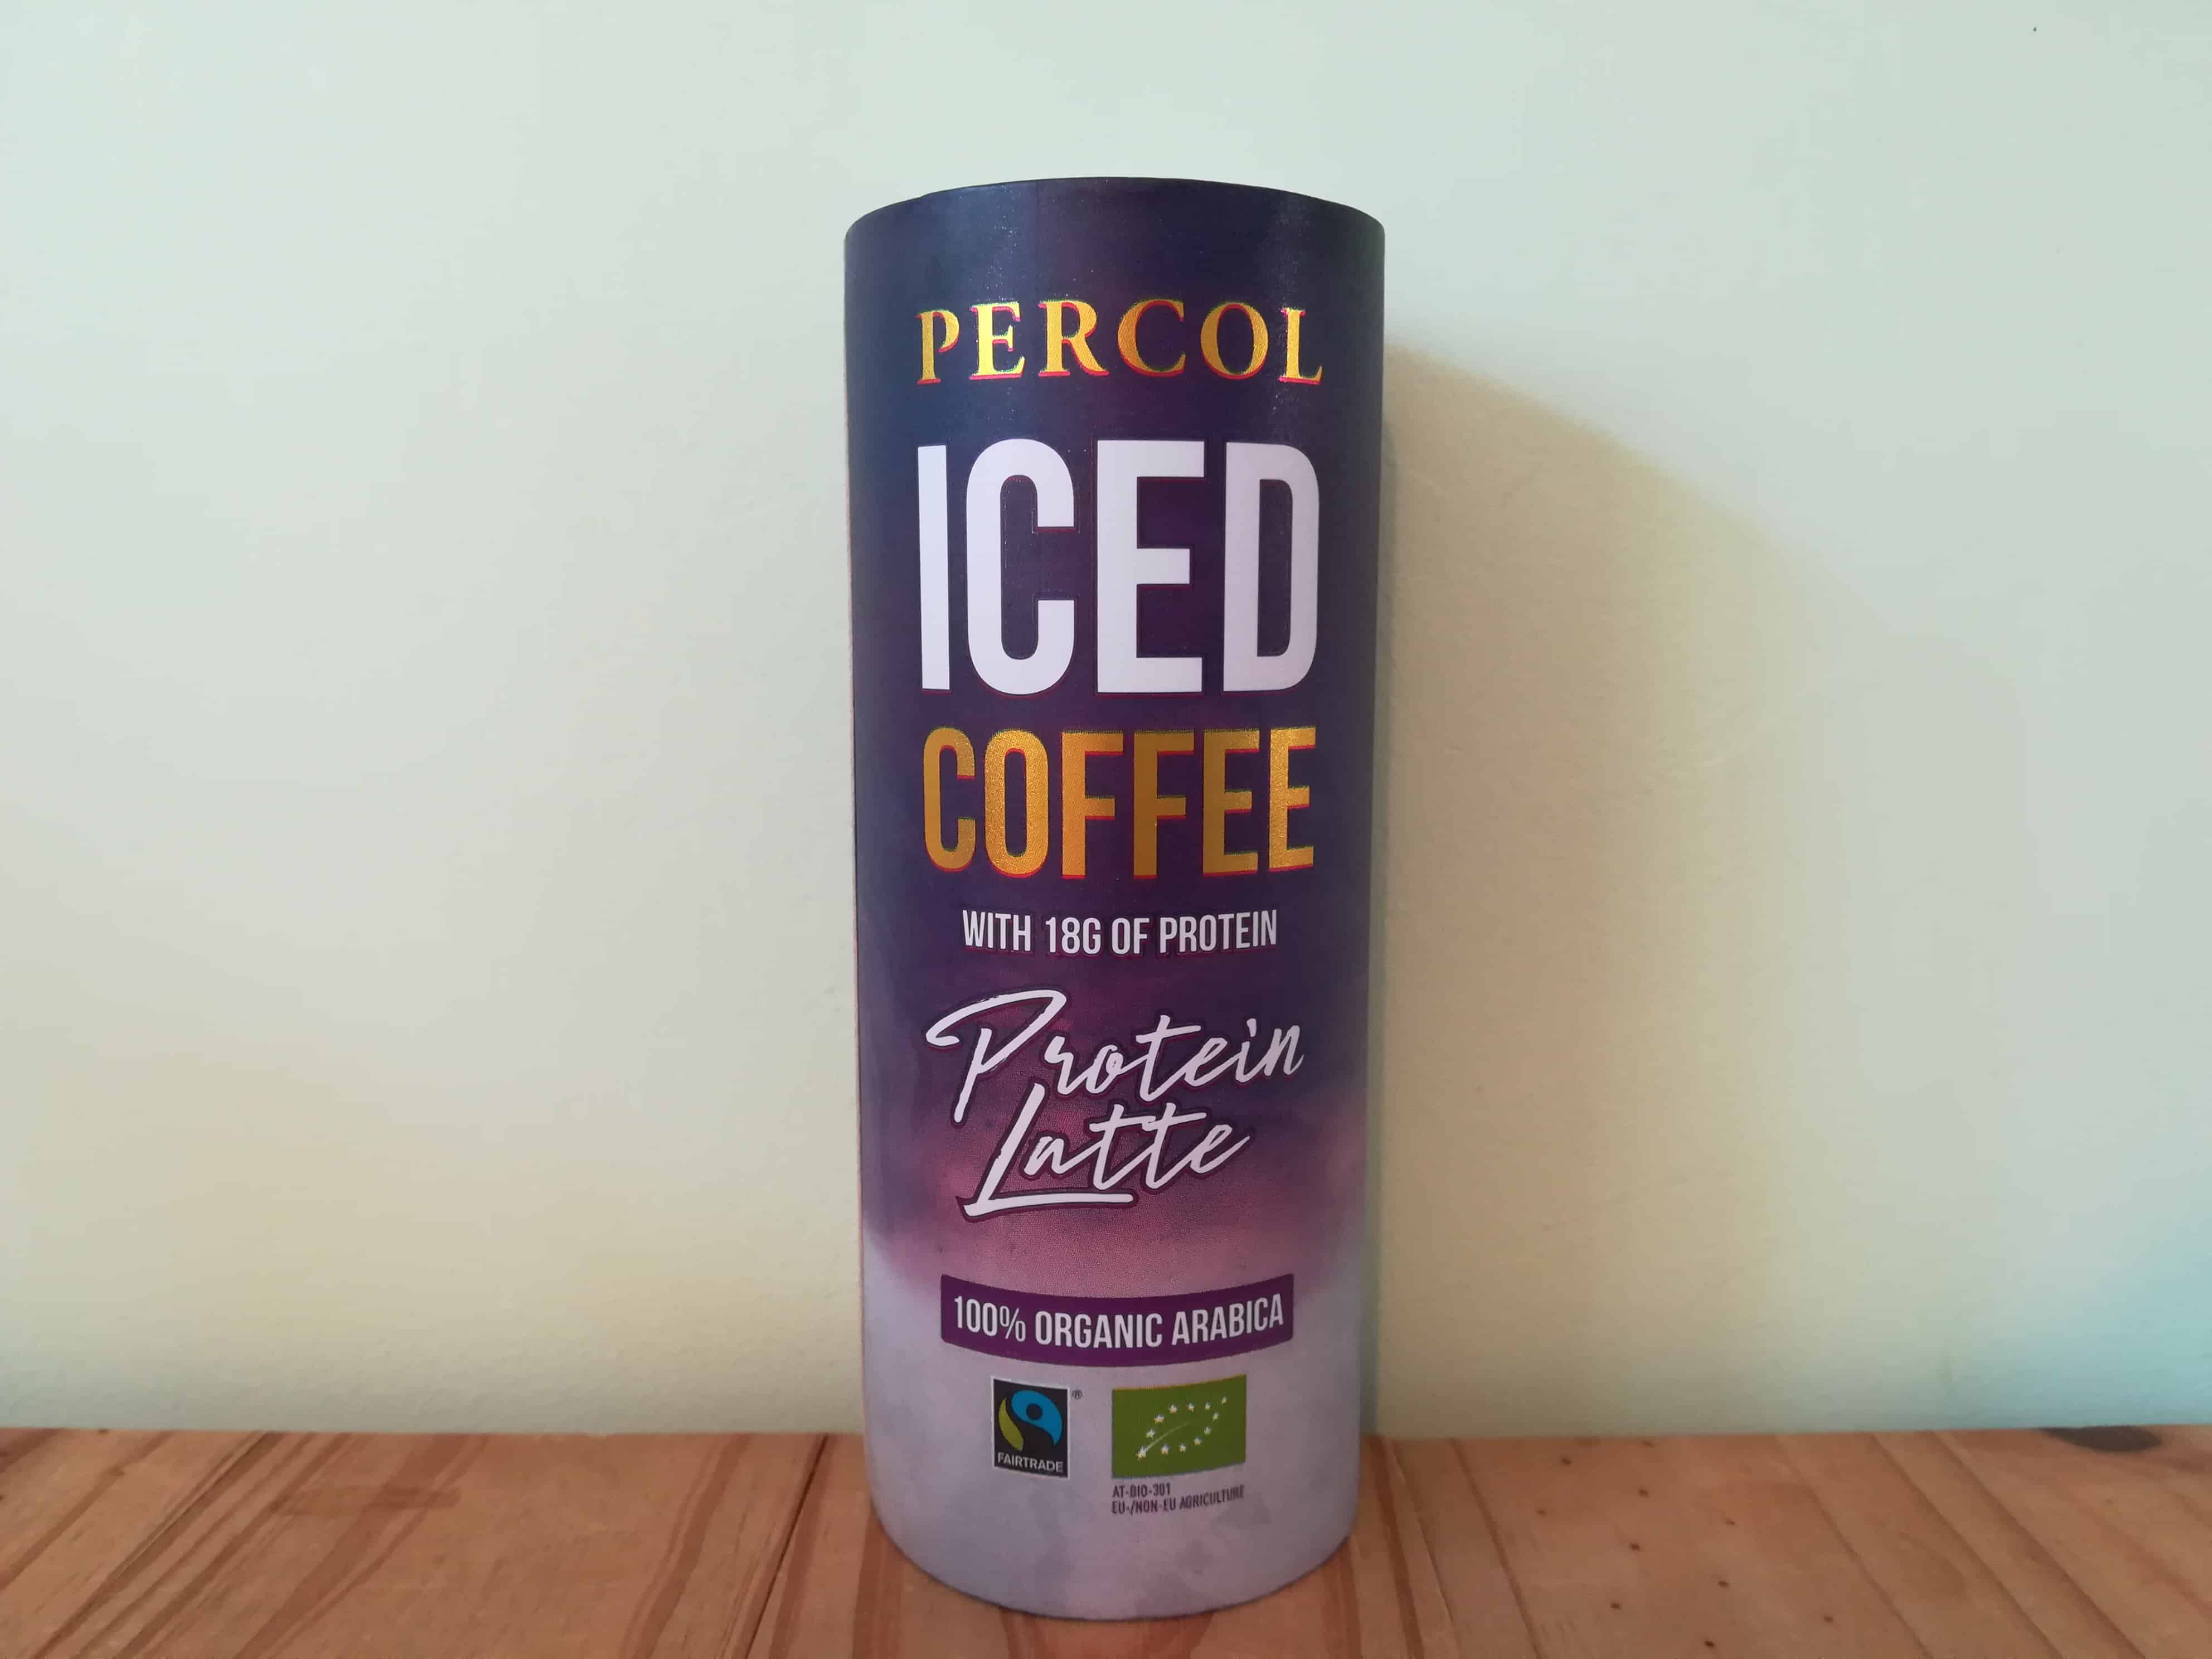 PERCOL
ICED
COFFEE
WITH 18G OF PROTEIN
Protein
Latte
100% ORGANIC ARABICA
FAIRTRADE
®
AT-BIO-301
EU-/NON-EU AGRICULTURE